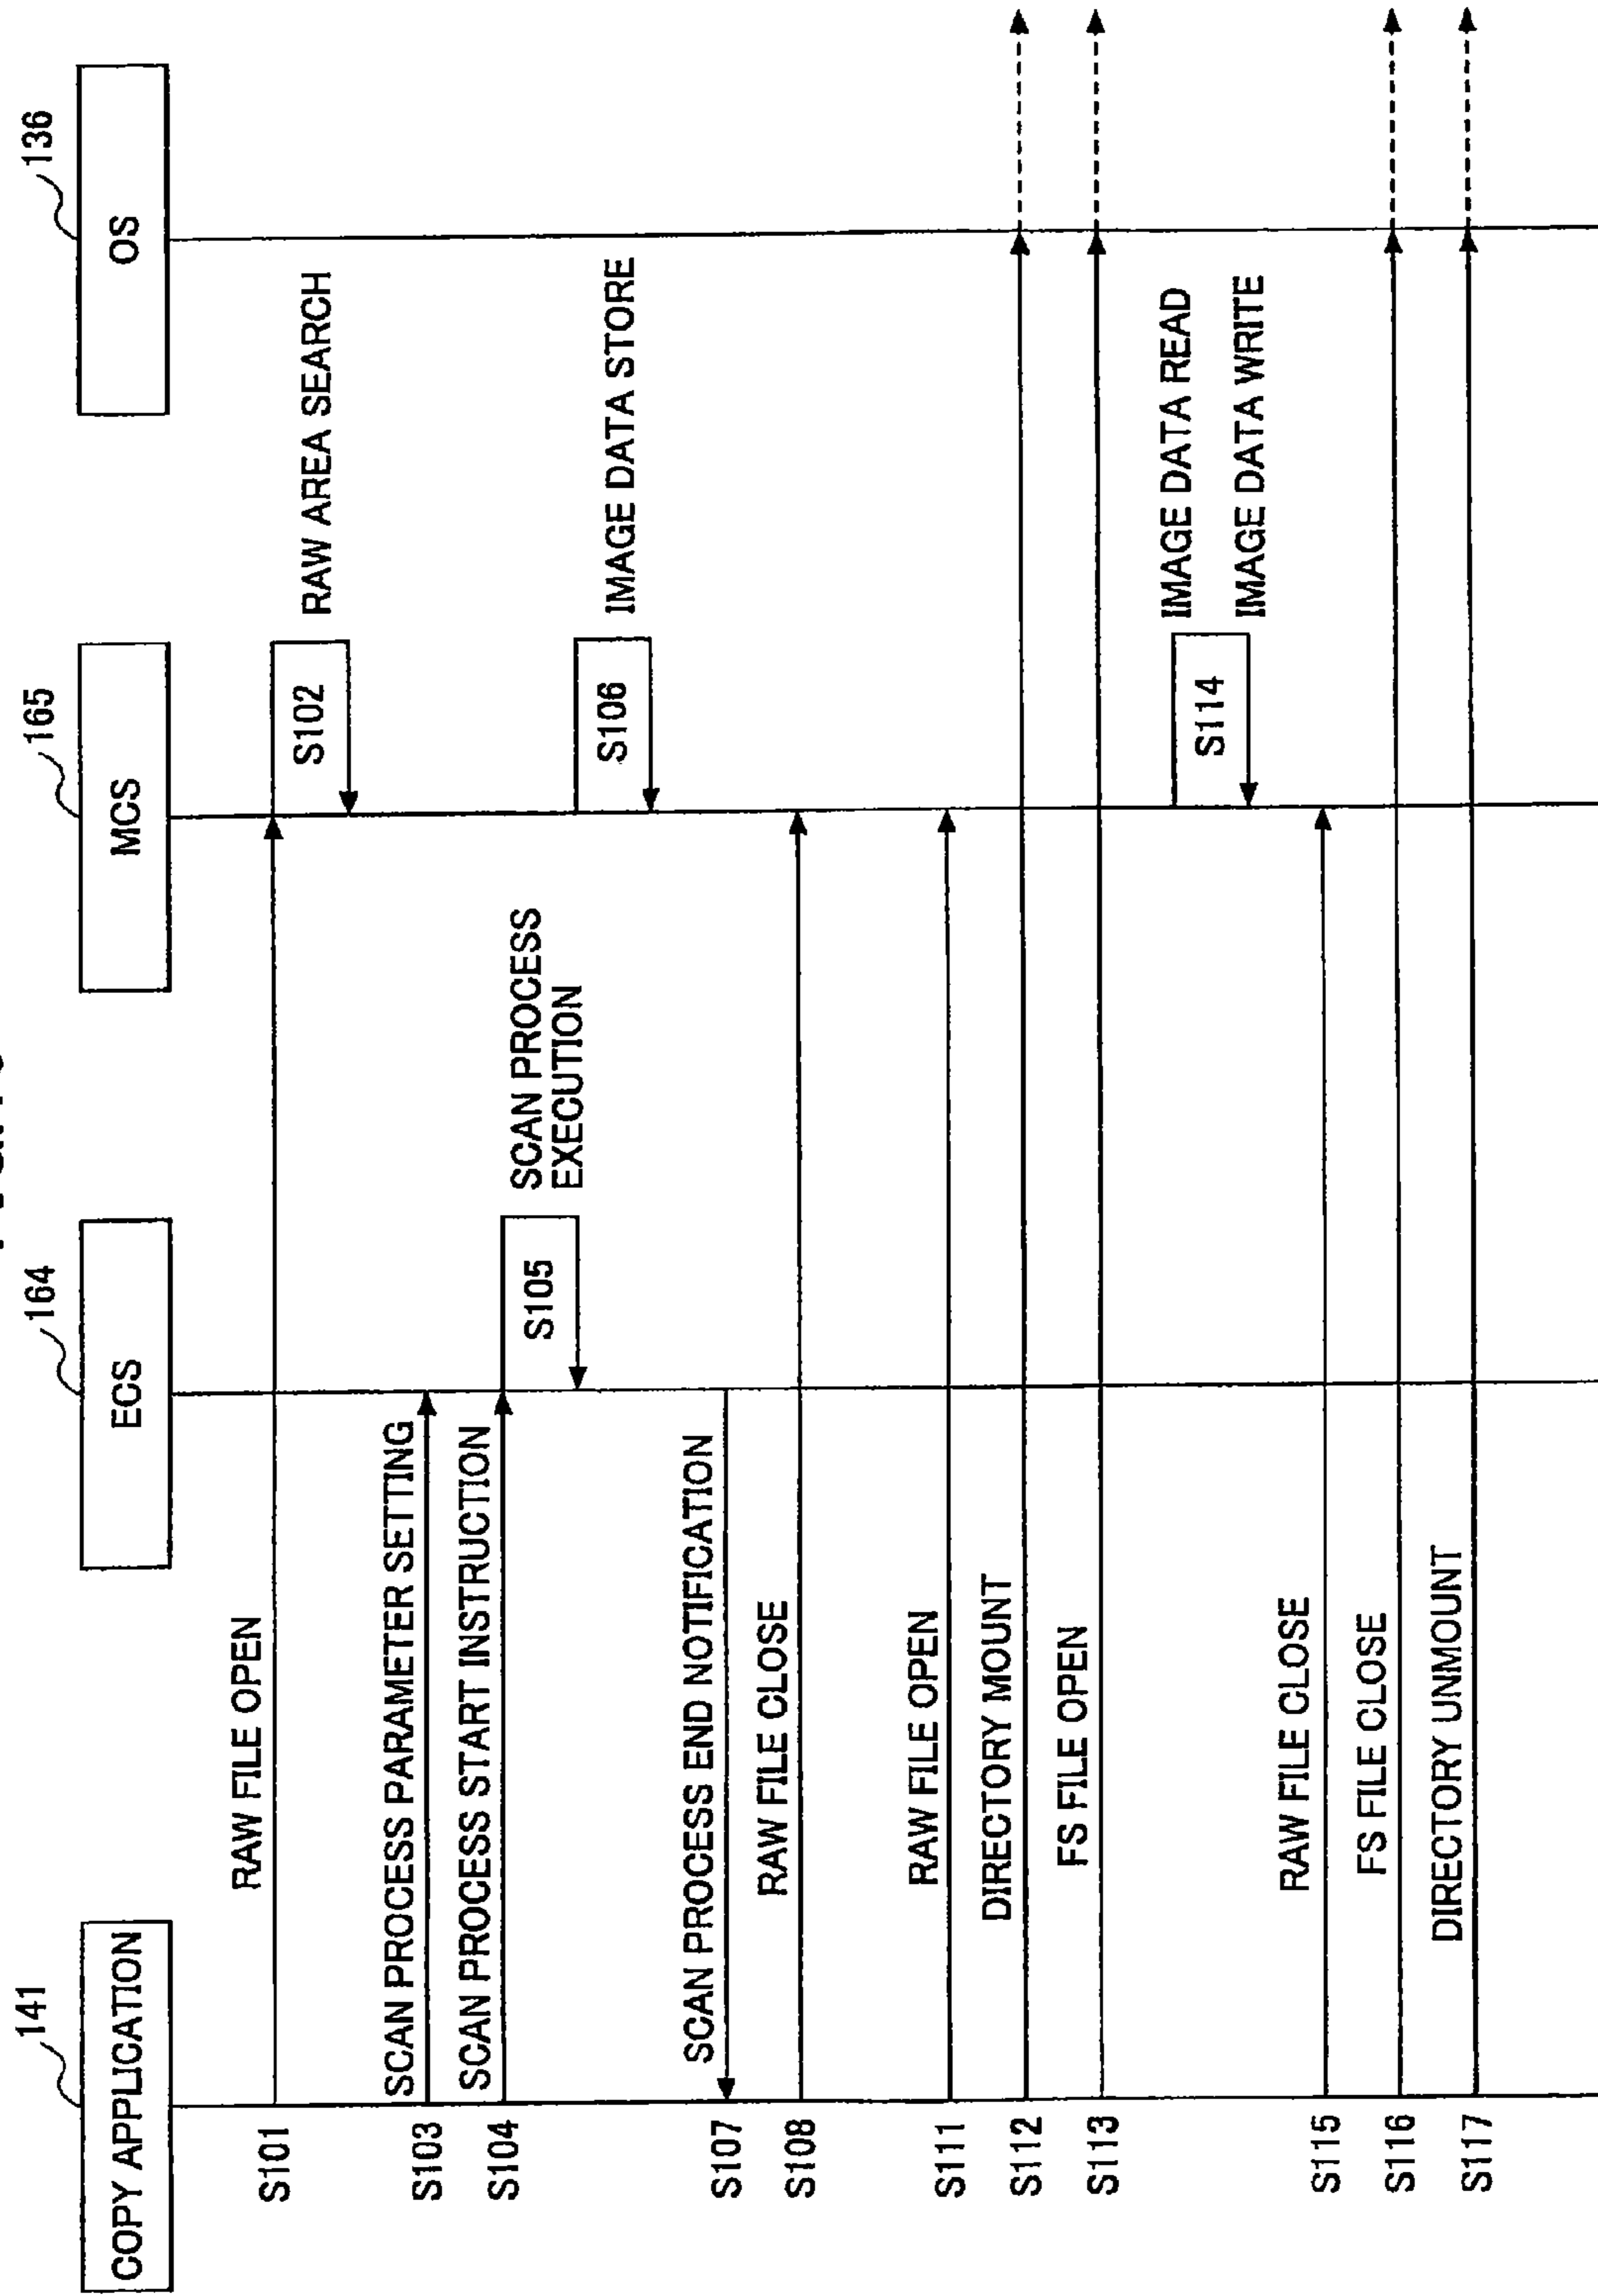 141
COPY APPLICATION
164
ECS
165
MCS
136
OS
S101
RAW FILE OPEN
S102
RAW AREA SEARCH
S103
SCAN PROCESS PARAMETER SETTING
S104
SCAN PROCESS START INSTRUCTION
S105
SCAN PROCESS
EXECUTION
S106
IMAGE DATA STORE
S107
SCAN PROCESS END NOTIFICATION
S108
RAW FILE CLOSE
S111
RAW FILE OPEN
S112
DIRECTORY MOUNT
S113
FS FILE OPEN
S114
IMAGE DATA READ
IMAGE DATA WRITE
S115
RAW FILE CLOSE
S116
FS FILE CLOSE
S117
DIRECTORY UNMOUNT